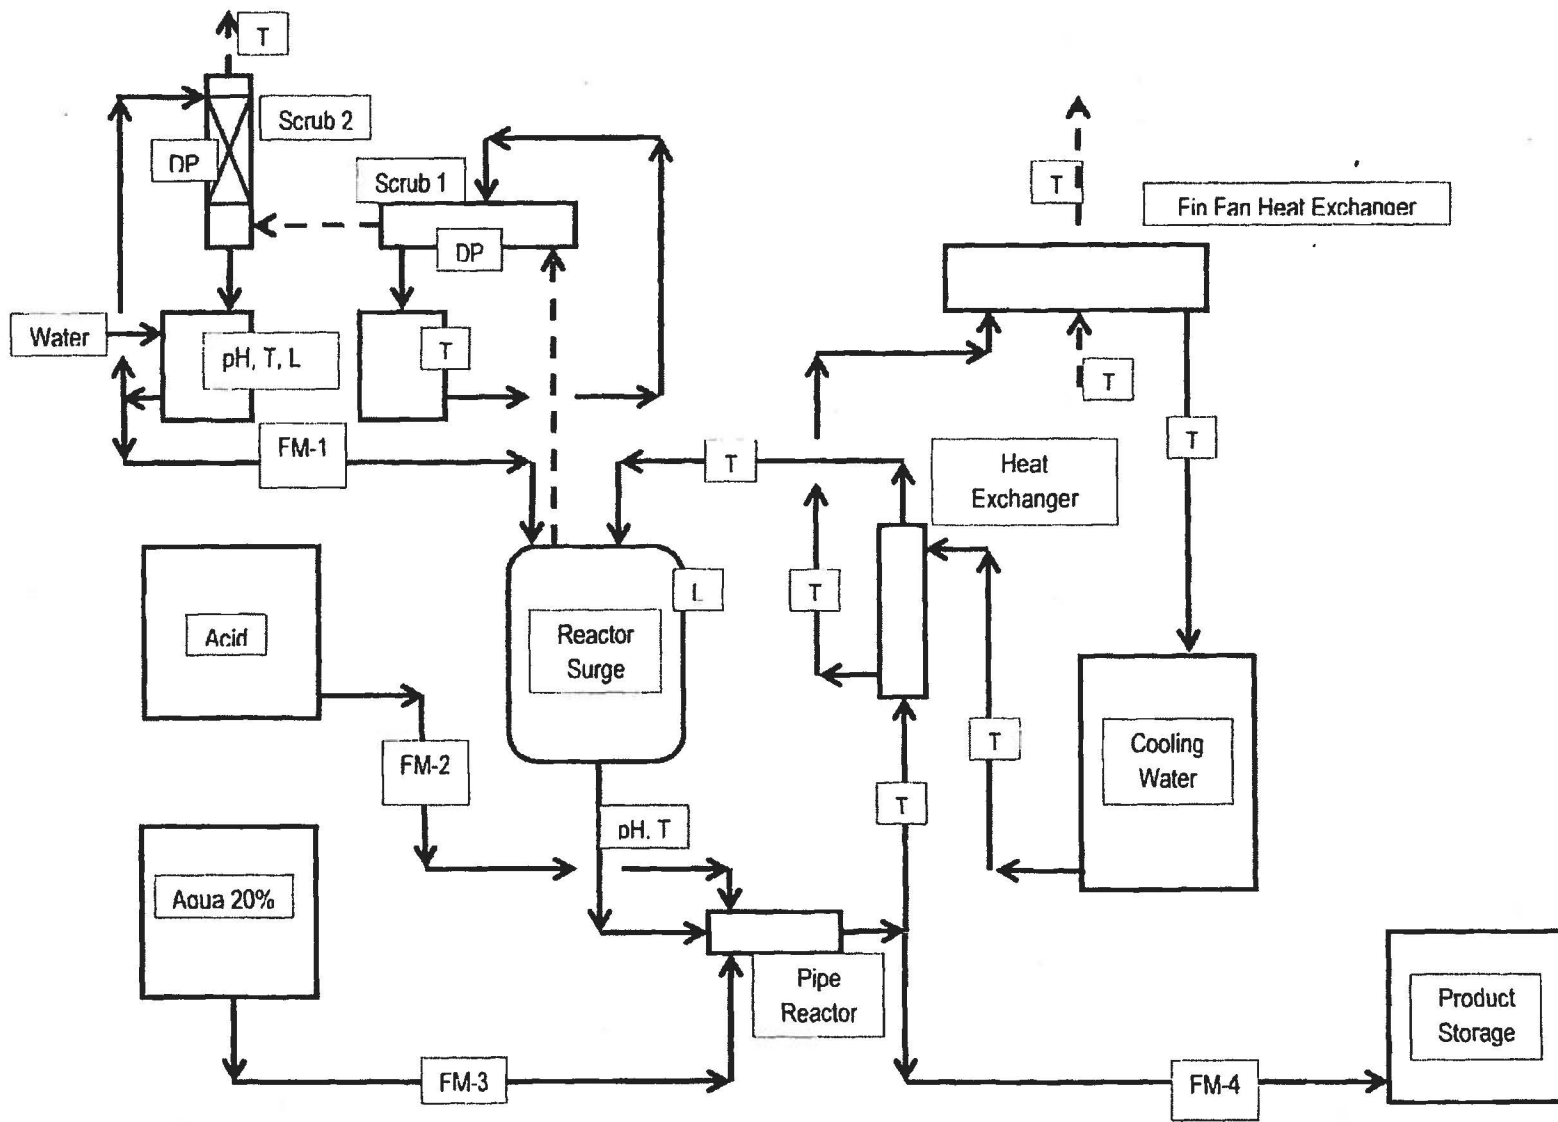 T
Scrub 2
DP
Scrub 1
DP
T
Fin Fan Heat Exchanger
Water
pH, T, L
T
T
T
FM-1
T
Heat
Exchanger
T
L
Acid
Reactor
Surge
T
Cooling
Water
FM-2
T
pH, T
Aqua 20%
Pipe
Reactor
Product
Storage
FM-3
FM-4